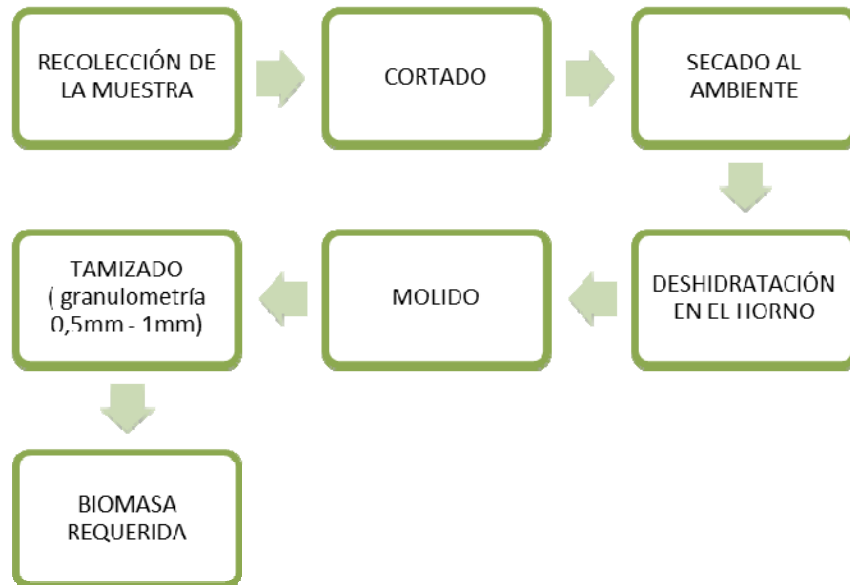 RECOLECCIÓN DE
LA MUESTRA
CORTADO
SECADO AL
AMBIENTE
DESHIDRATACIÓN
EN EL HORNO
MOLIDO
TAMIZADO
( granulometría
0,5mm - 1mm)
BIOMASA
REQUERIDA